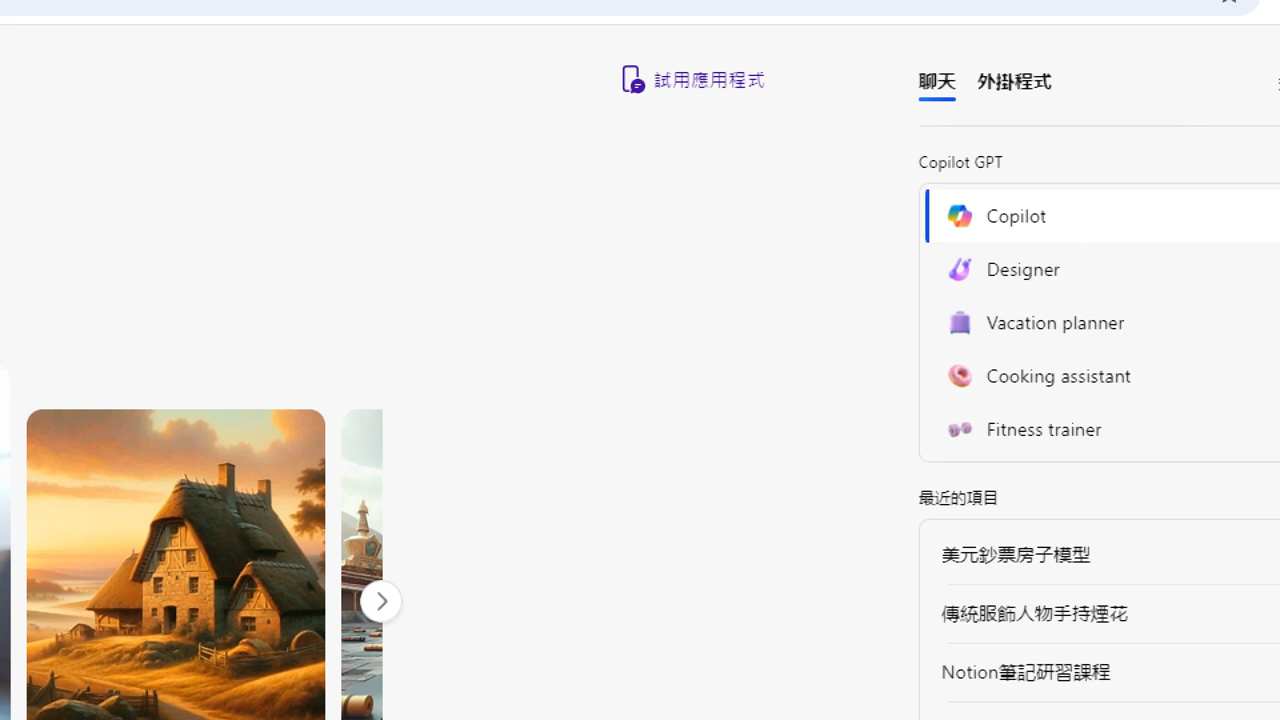 試用應用程式
聊天 外掛程式
Copilot GPT
Copilot
Designer
Vacation planner
Cooking assistant
Fitness trainer
最近的項目
美元鈔票房子模型
傳統服飾人物手持煙花
Notion筆記研習課程